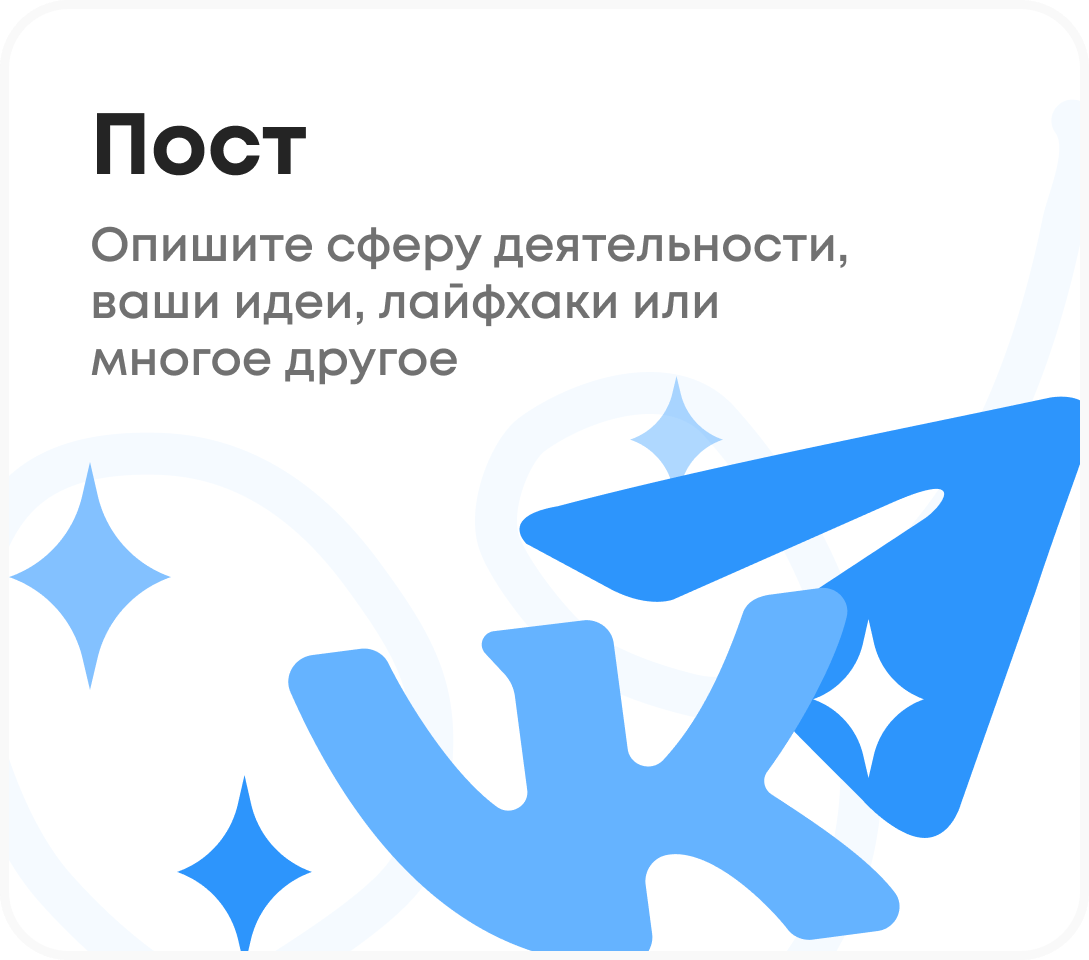 Пост
Опишите сферу деятельности,
ваши идеи, лайфхаки или
многое другое